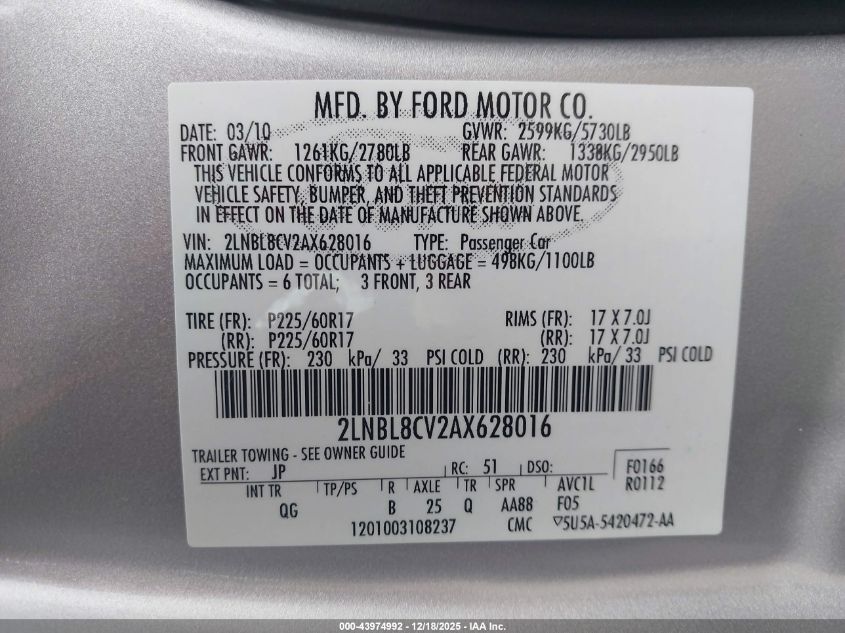 MFD. BY FORD MOTOR CO.
DATE: 03/10 GVWR: 2599KG/5730LB
FRONT GAWR: 1261KG/2780LB REAR GAWR: 1338KG/2950LB
THIS VEHICLE CONFORMS TO ALL APPLICABLE FEDERAL MOTOR
VEHICLE SAFETY, BUMPER, AND THEFT PREVENTION STANDARDS
IN EFFECT ON THE DATE OF MANUFACTURE SHOWN ABOVE.
VIN: 2LNBL8CV2AX628016 TYPE: Passenger Car
MAXIMUM LOAD = OCCUPANTS + LUGGAGE = 498KG/1100LB
OCCUPANTS = 6 TOTAL; 3 FRONT, 3 REAR
TIRE (FR): P225/60R17 RIMS (FR): 17 X 7.0J
(RR): P225/60R17 (RR): 17 X 7.0J
PRESSURE (FR): 230 kPa/ 33 PSI COLD (RR): 230 kPa/ 33 PSI COLD
2LNBL8CV2AX628016
TRAILER TOWING - SEE OWNER GUIDE
EXT PNT: JP RC: 51 DSO: F0166
INT TR TP/PS R AXLE TR SPR AVC1L R0112
QG B 25 Q AA88 F05
1201003108237 CMC ▽5U5A-5420472-AA
000-43974992 — 12/18/2025 — IAA Inc.